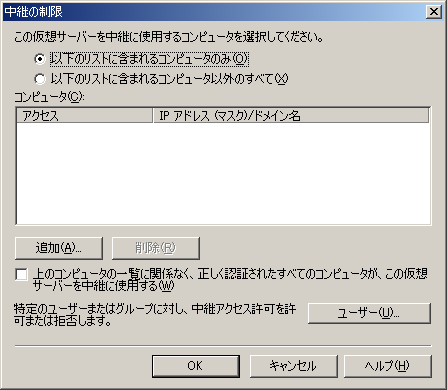 中継の制限
この仮想サーバーを中継に使用するコンピュータを選択してください。
以下のリストに含まれるコンピュータのみ(O)
以下のリストに含まれるコンピュータ以外のすべて(X)
コンピュータ(C):
アクセス IP アドレス (マスク)/ドメイン名
追加(A)... 削除(R)
上のコンピュータの一覧に関係なく、正しく認証されたすべてのコンピュータが、この仮想
サーバーを中継に使用する(W)
特定のユーザーまたはグループに対し、中継アクセス許可を許
可または拒否します。
ユーザー(U)...
OK キャンセル ヘルプ(H)